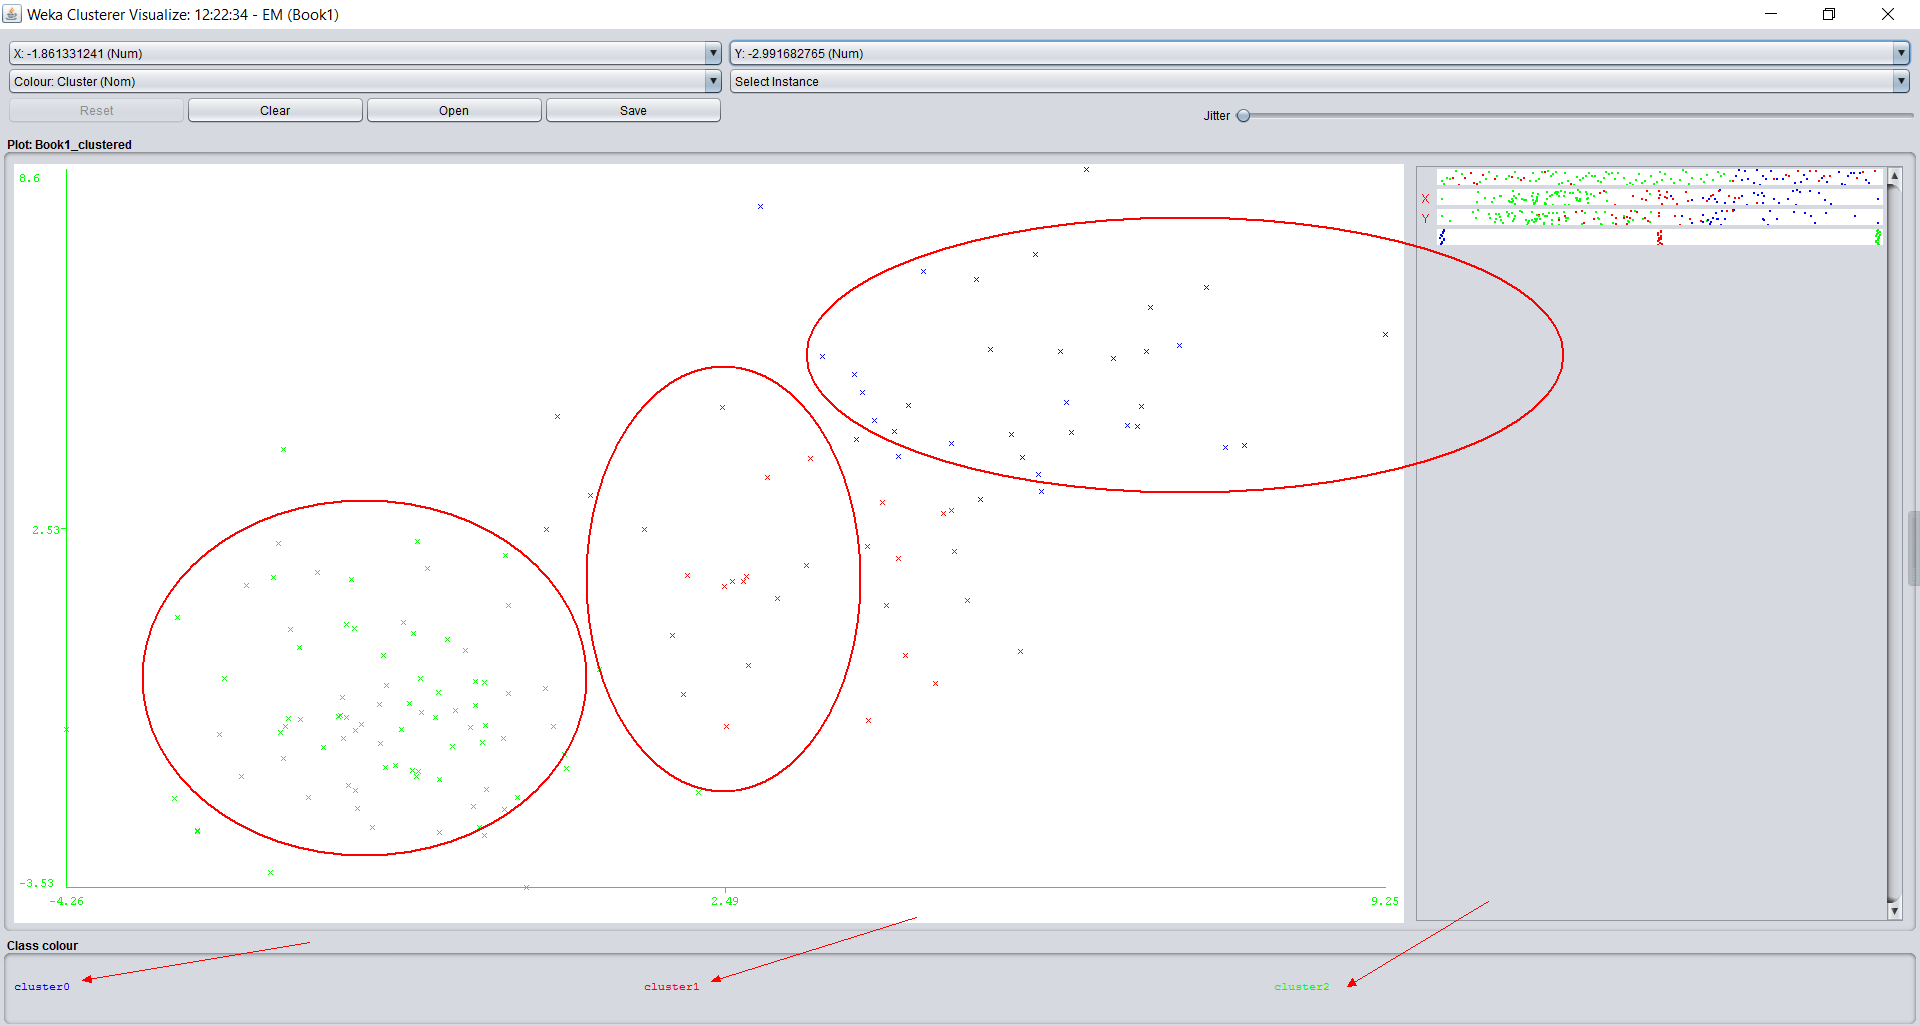 Weka Clusterer Visualize: 12:22:34 - EM (Book1)
X: -1.861331241 (Num)
Y: -2.991682765 (Num)
Colour: Cluster (Nom)
Select Instance
Reset
Clear
Open
Save
Jitter
Plot: Book1_clustered
8.6
2.53
-3.53
-4.26
2.49
9.25
X
Y
Class colour
cluster0
cluster1
cluster2